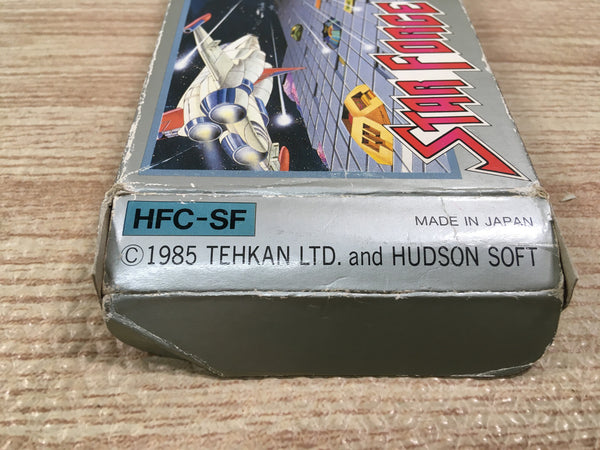 STAR FORCE
HFC-SF
MADE IN JAPAN
© 1985 TEHKAN LTD. and HUDSON SOFT